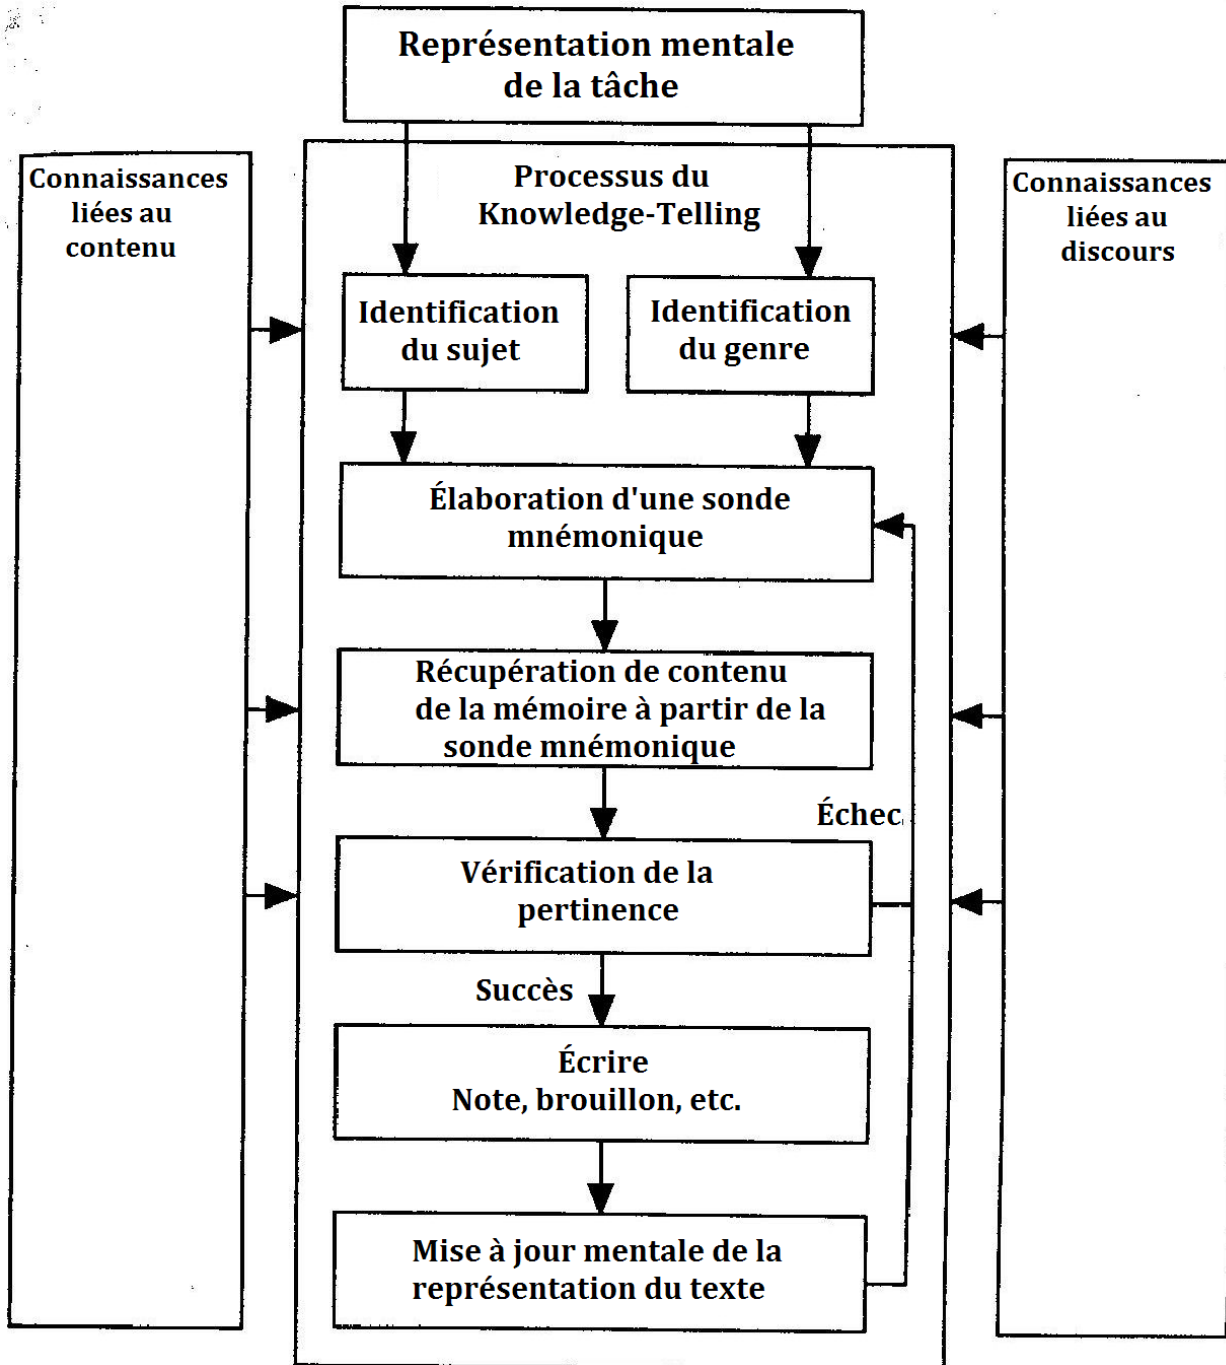 Représentation mentale
de la tâche
Connaissances
liées au
contenu
Processus du
Knowledge-Telling
Connaissances
liées au
discours
Identification
du sujet
Identification
du genre
Élaboration d'une sonde
mnémonique
Récupération de contenu
de la mémoire à partir de la
sonde mnémonique
Échec
Vérification de la
pertinence
Succès
Écrire
Note, brouillon, etc.
Mise à jour mentale de la
représentation du texte